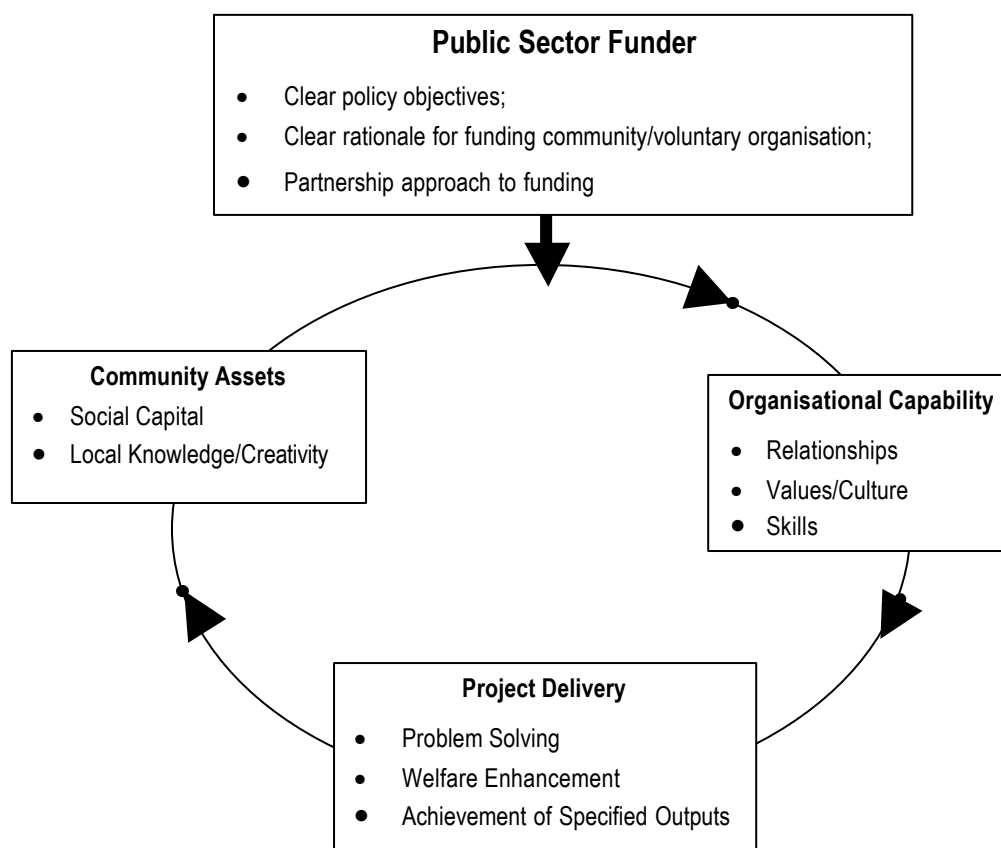 Public Sector Funder
• Clear policy objectives;
• Clear rationale for funding community/voluntary organisation;
• Partnership approach to funding
Community Assets
• Social Capital
• Local Knowledge/Creativity
Organisational Capability
• Relationships
• Values/Culture
• Skills
Project Delivery
• Problem Solving
• Welfare Enhancement
• Achievement of Specified Outputs